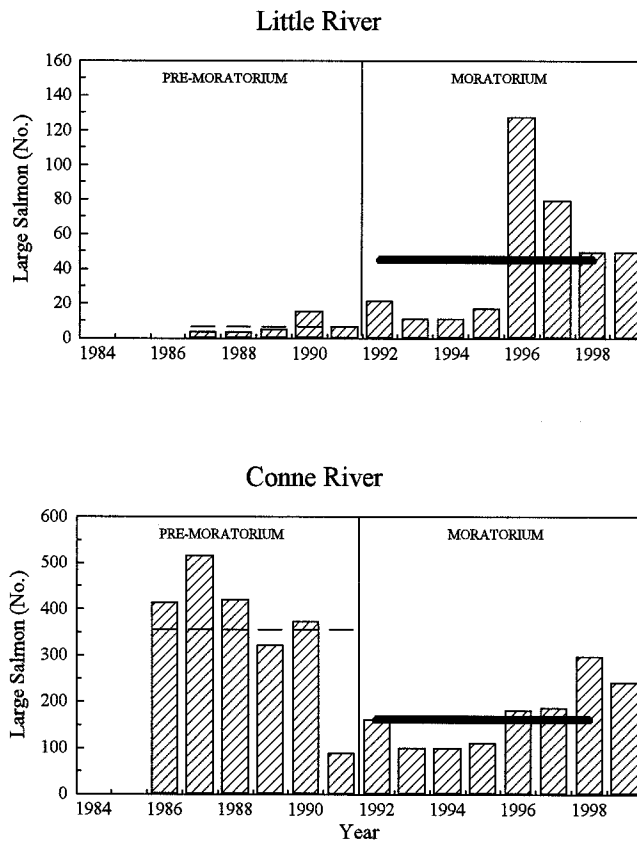 Little River
PRE-MORATORIUM MORATORIUM
Large Salmon (No.)
160
140
120
100
80
60
40
20
0
1984 1986 1988 1990 1992 1994 1996 1998
Conne River
PRE-MORATORIUM MORATORIUM
Large Salmon (No.)
600
500
400
300
200
100
0
1984 1986 1988 1990 1992 1994 1996 1998
Year